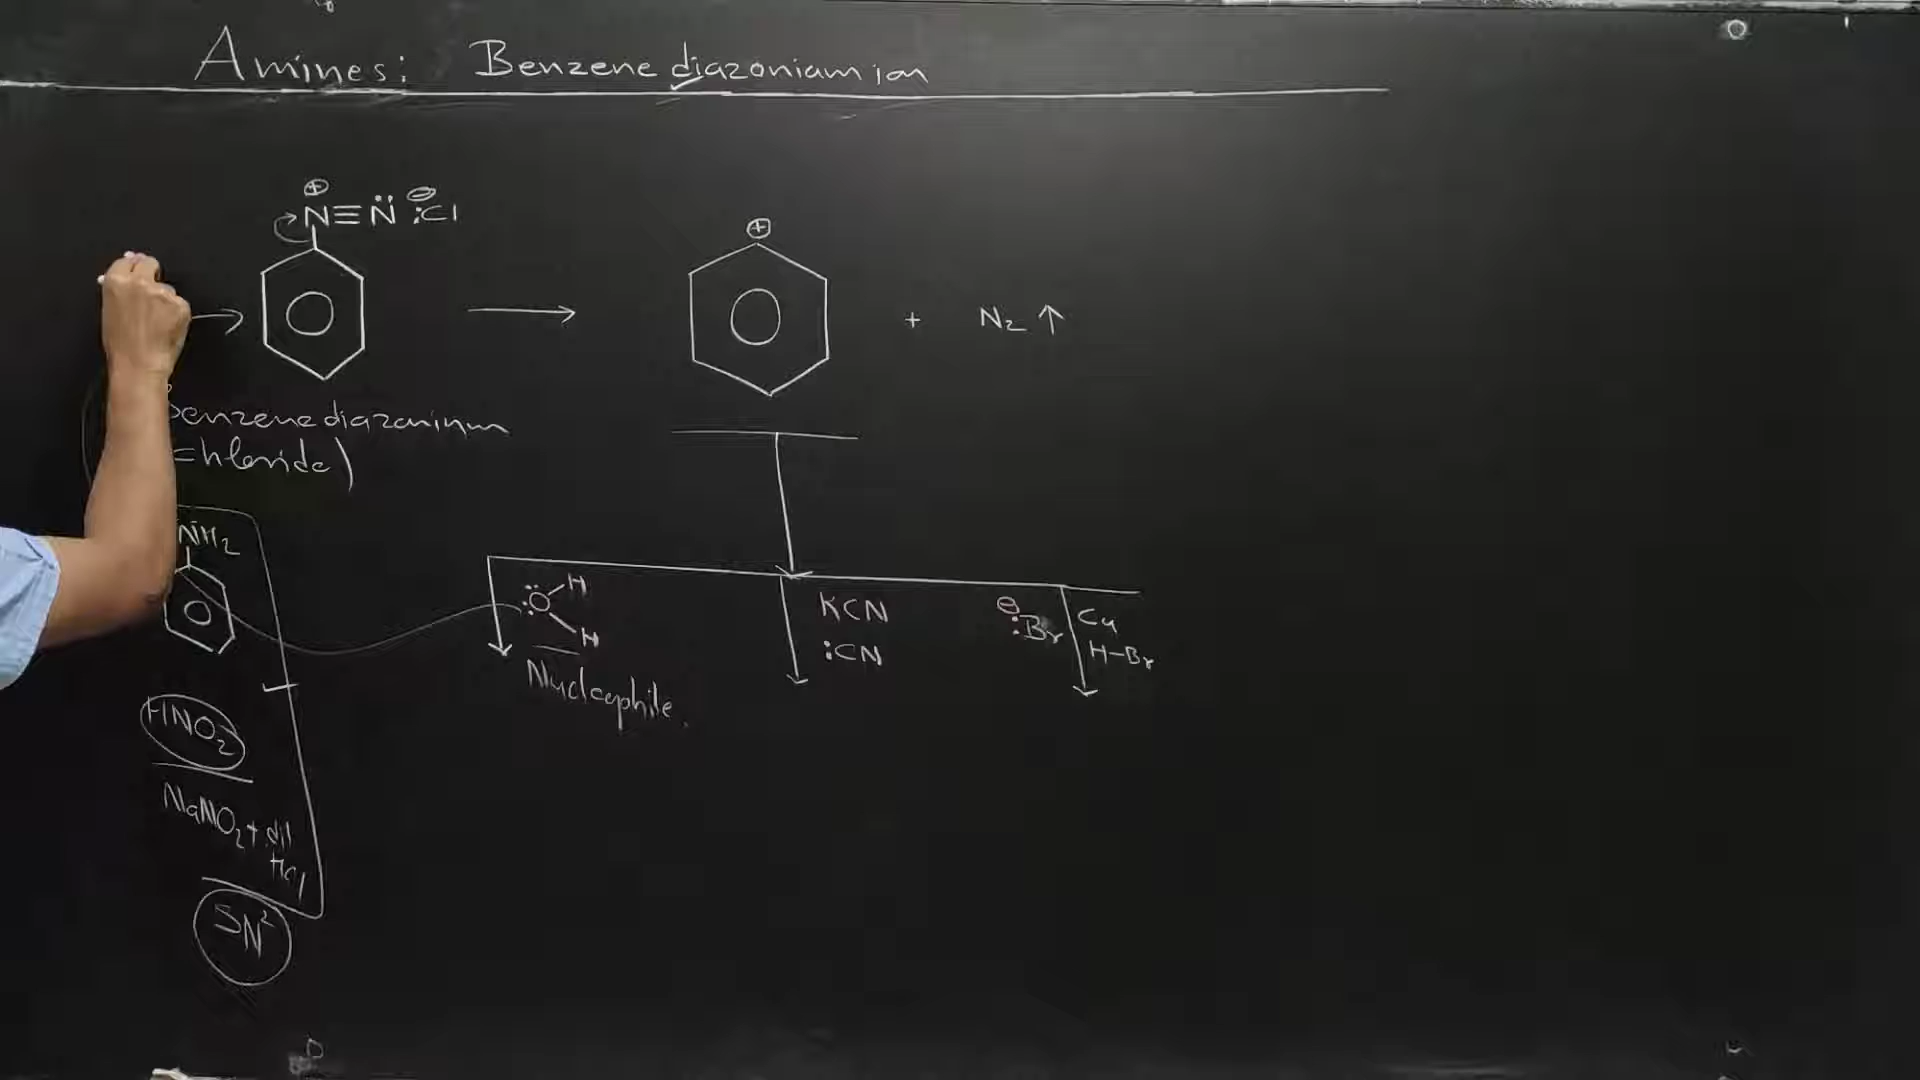 Amines: Benzene diazonium ion
⊕
N≡N̈ :Cl ⊖
⊕
+ N₂ ↑
Benzene diazonium
chloride)
NH₂
HNO₂
NaNO₂ + dil
HCl
SN²
:Ö H
H
Nucleophile.
KCN
:CN
⊖
:Br
Cu
H–Br